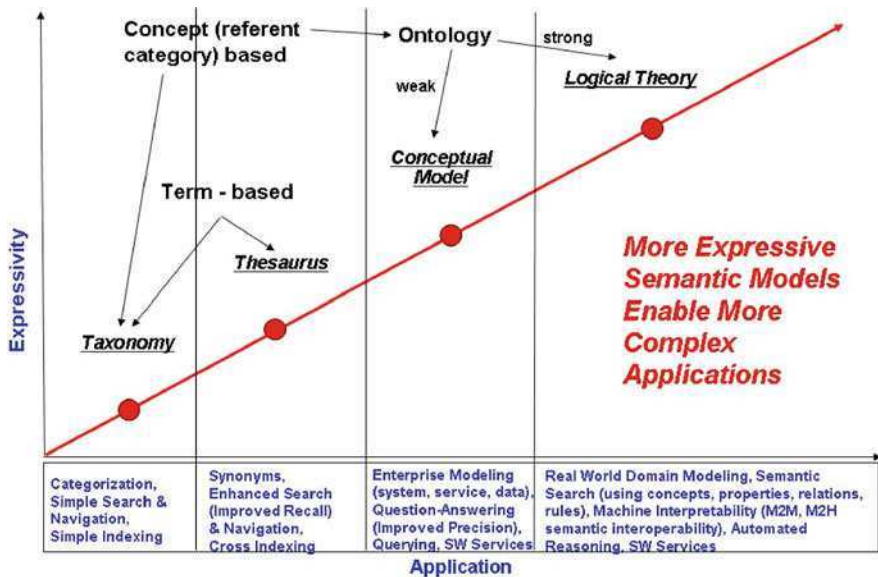 Concept (referent
category) based
Ontology
strong
Logical Theory
weak
Conceptual
Model
Term - based
Thesaurus
Taxonomy
Expressivity
More Expressive
Semantic Models
Enable More
Complex
Applications
Categorization,
Simple Search &
Navigation,
Simple Indexing
Synonyms,
Enhanced Search
(Improved Recall)
& Navigation,
Cross Indexing
Enterprise Modeling
(system, service, data),
Question-Answering
(Improved Precision),
Querying, SW Services
Real World Domain Modeling, Semantic
Search (using concepts, properties, relations,
rules), Machine Interpretability (M2M, M2H
semantic interoperability), Automated
Reasoning, SW Services
Application